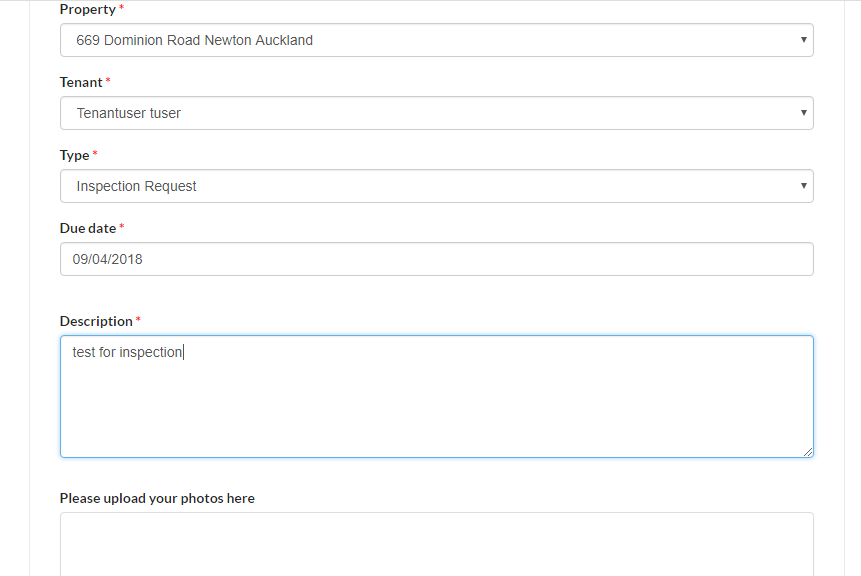 Property *
669 Dominion Road Newton Auckland
Tenant *
Tenantuser tuser
Type *
Inspection Request
Due date *
09/04/2018
Description *
test for inspection
Please upload your photos here